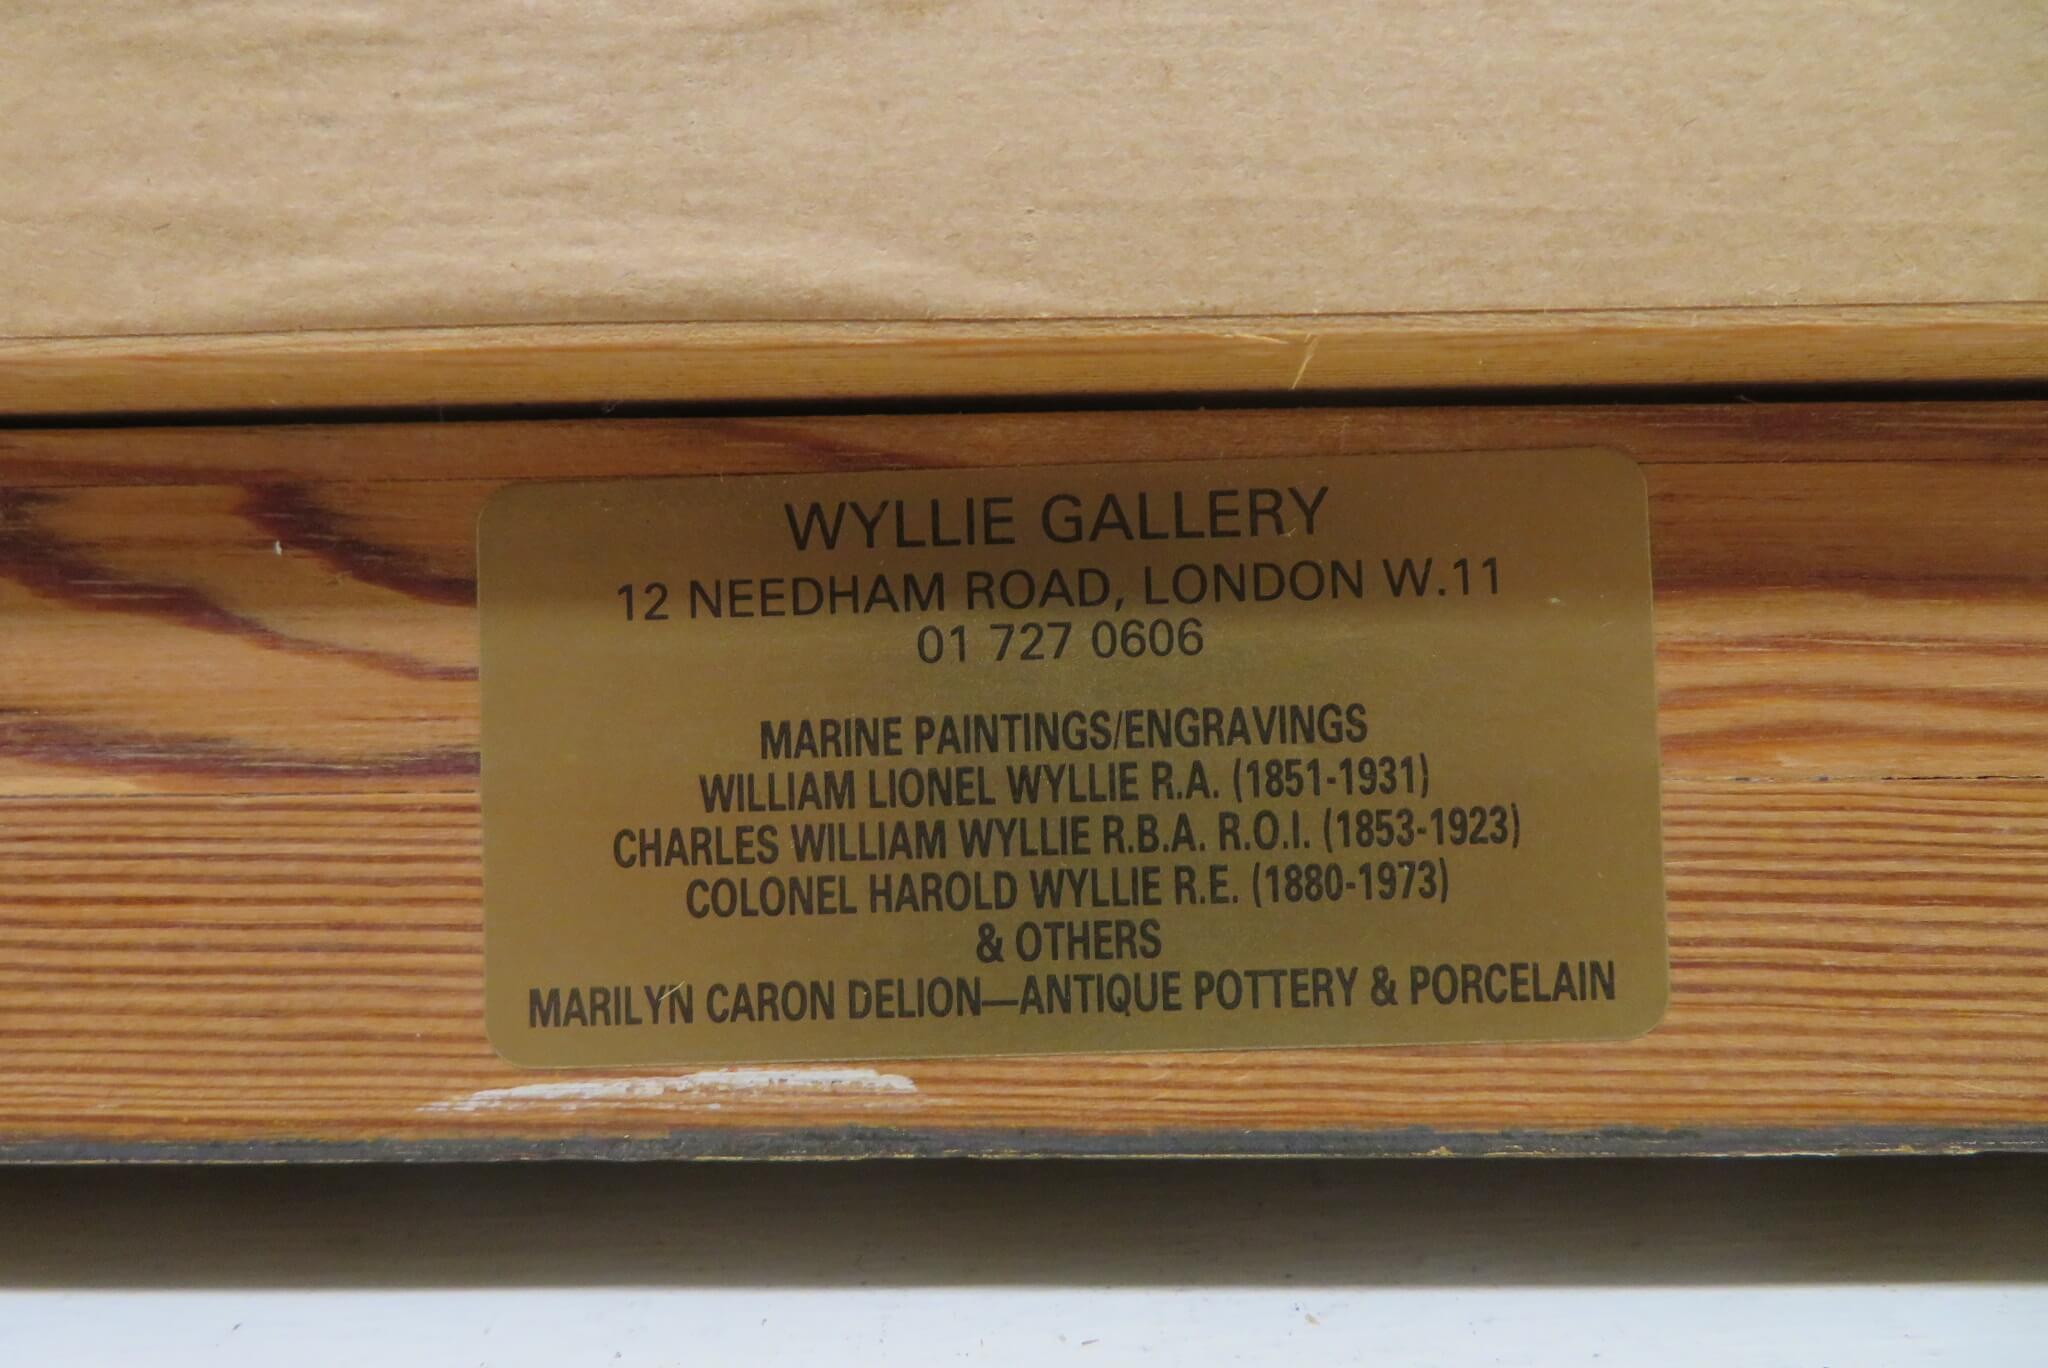 WYLLIE GALLERY
12 NEEDHAM ROAD, LONDON W.11
01 727 0606
MARINE PAINTINGS/ENGRAVINGS
WILLIAM LIONEL WYLLIE R.A. (1851-1931)
CHARLES WILLIAM WYLLIE R.B.A. R.O.I. (1853-1923)
COLONEL HAROLD WYLLIE R.E. (1880-1973)
& OTHERS
MARILYN CARON DELION—ANTIQUE POTTERY & PORCELAIN